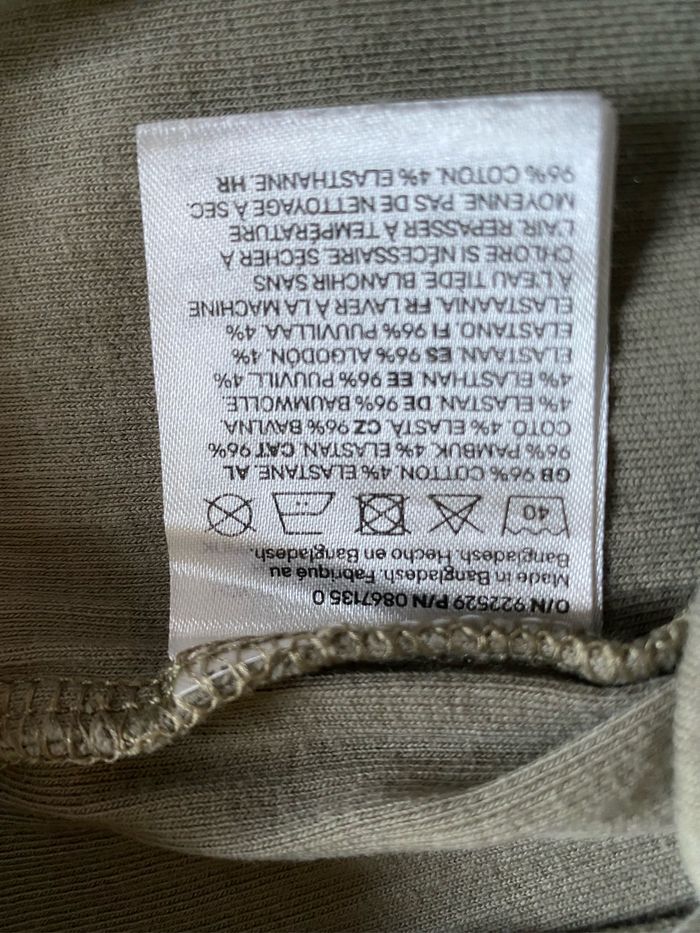 O/N 922529 P/N 0867135 0
Made in Bangladesh. Fabriqué au
Bangladesh. Hecho en Bangladesh.
40
GB 96% COTTON. 4% ELASTANE. AL
96% PAMBUK. 4% ELASTAN. CAT 96%
COTO. 4% ELASTA. CZ 96% BAVLNA.
4% ELASTAN. DE 96% BAUMWOLLE.
4% ELASTHAN. EE 96% PUUVILL. 4%
ELASTAAN. ES 96% ALGODON. 4%
ELASTANO. FI 96% PUUVILLAA. 4%
ELASTAANIA. FR LAVER À LA MACHINE
À L'EAU TIÈDE BLANCHIR SANS
CHLORE SI NÉCESSAIRE. SÉCHER À
L'AIR. REPASSER À TEMPÉRATURE
MOYENNE PAS DE NETTOYAGE À SEC.
96% COTON. 4% ELASTHANNE. HR